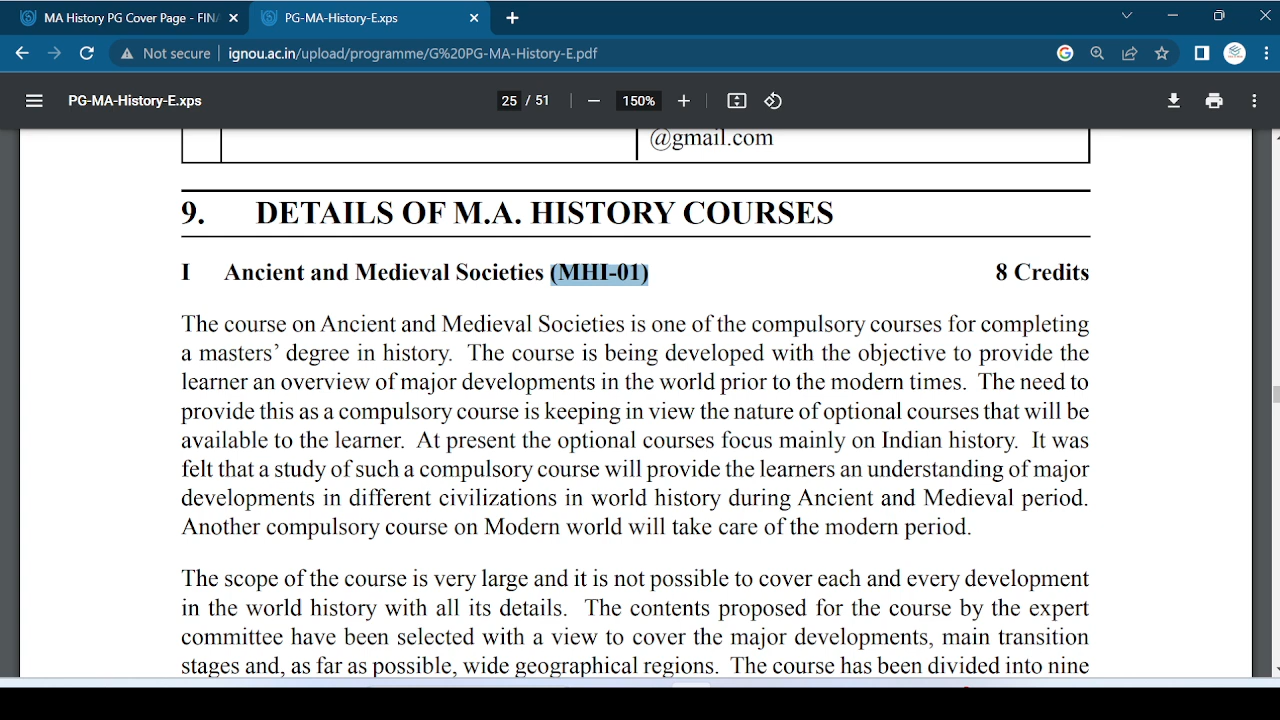 MA History PG Cover Page - FIN
PG-MA-History-E.xps
Not secure
ignou.ac.in/upload/programme/G%20PG-MA-History-E.pdf
PG-MA-History-E.xps
25 / 51
150%
@gmail.com
9. DETAILS OF M.A. HISTORY COURSES
I Ancient and Medieval Societies (MHI-01) 8 Credits
The course on Ancient and Medieval Societies is one of the compulsory courses for completing
a masters’ degree in history. The course is being developed with the objective to provide the
learner an overview of major developments in the world prior to the modern times. The need to
provide this as a compulsory course is keeping in view the nature of optional courses that will be
available to the learner. At present the optional courses focus mainly on Indian history. It was
felt that a study of such a compulsory course will provide the learners an understanding of major
developments in different civilizations in world history during Ancient and Medieval period.
Another compulsory course on Modern world will take care of the modern period.
The scope of the course is very large and it is not possible to cover each and every development
in the world history with all its details. The contents proposed for the course by the expert
committee have been selected with a view to cover the major developments, main transition
stages and, as far as possible, wide geographical regions. The course has been divided into nine